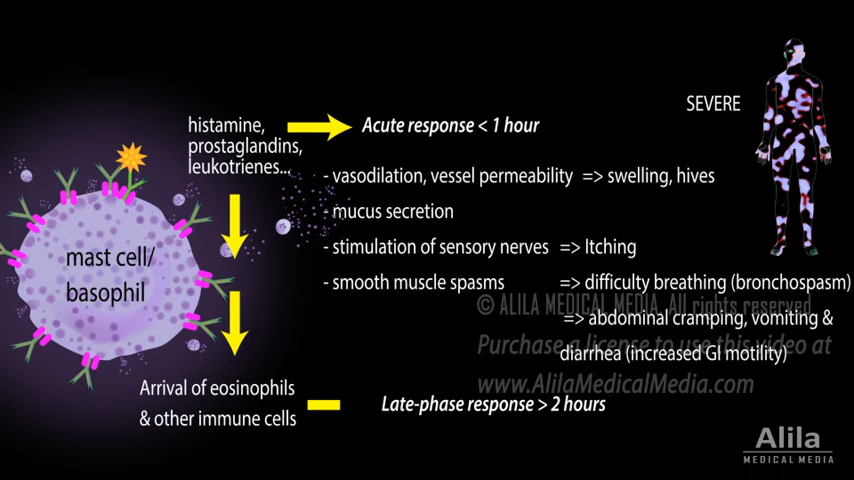 SEVERE
histamine,
prostaglandins,
leukotrienes...
Acute response < 1 hour
- vasodilation, vessel permeability => swelling, hives
- mucus secretion
- stimulation of sensory nerves => Itching
- smooth muscle spasms => difficulty breathing (bronchospasm)
=> abdominal cramping, vomiting &
diarrhea (increased GI motility)
mast cell/
basophil
© ALILA MEDICAL MEDIA. All rights reserved
Purchase a license to use this video at
www.AlilaMedicalMedia.com
Arrival of eosinophils
& other immune cells
Late-phase response > 2 hours
Alila
MEDICAL MEDIA